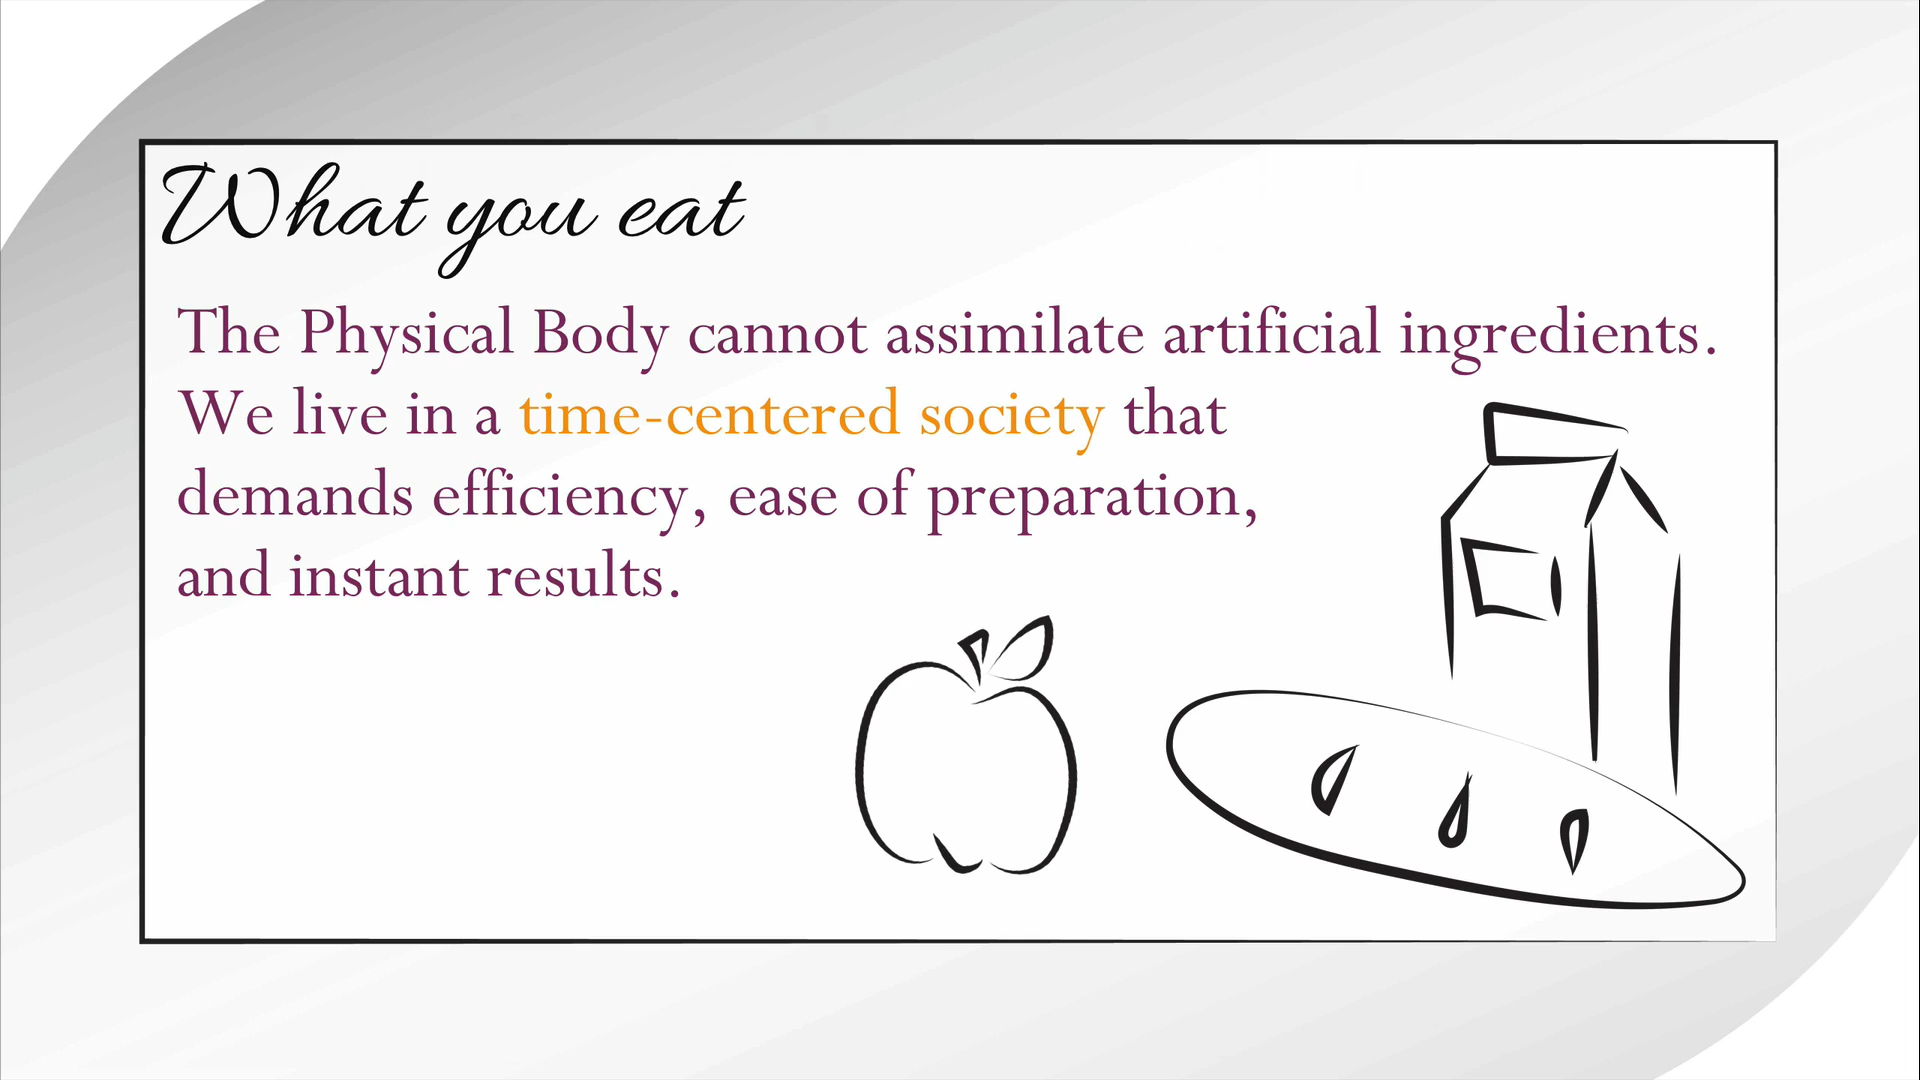 What you eat
The Physical Body cannot assimilate artificial ingredients.
We live in a time-centered society that
demands efficiency, ease of preparation,
and instant results.